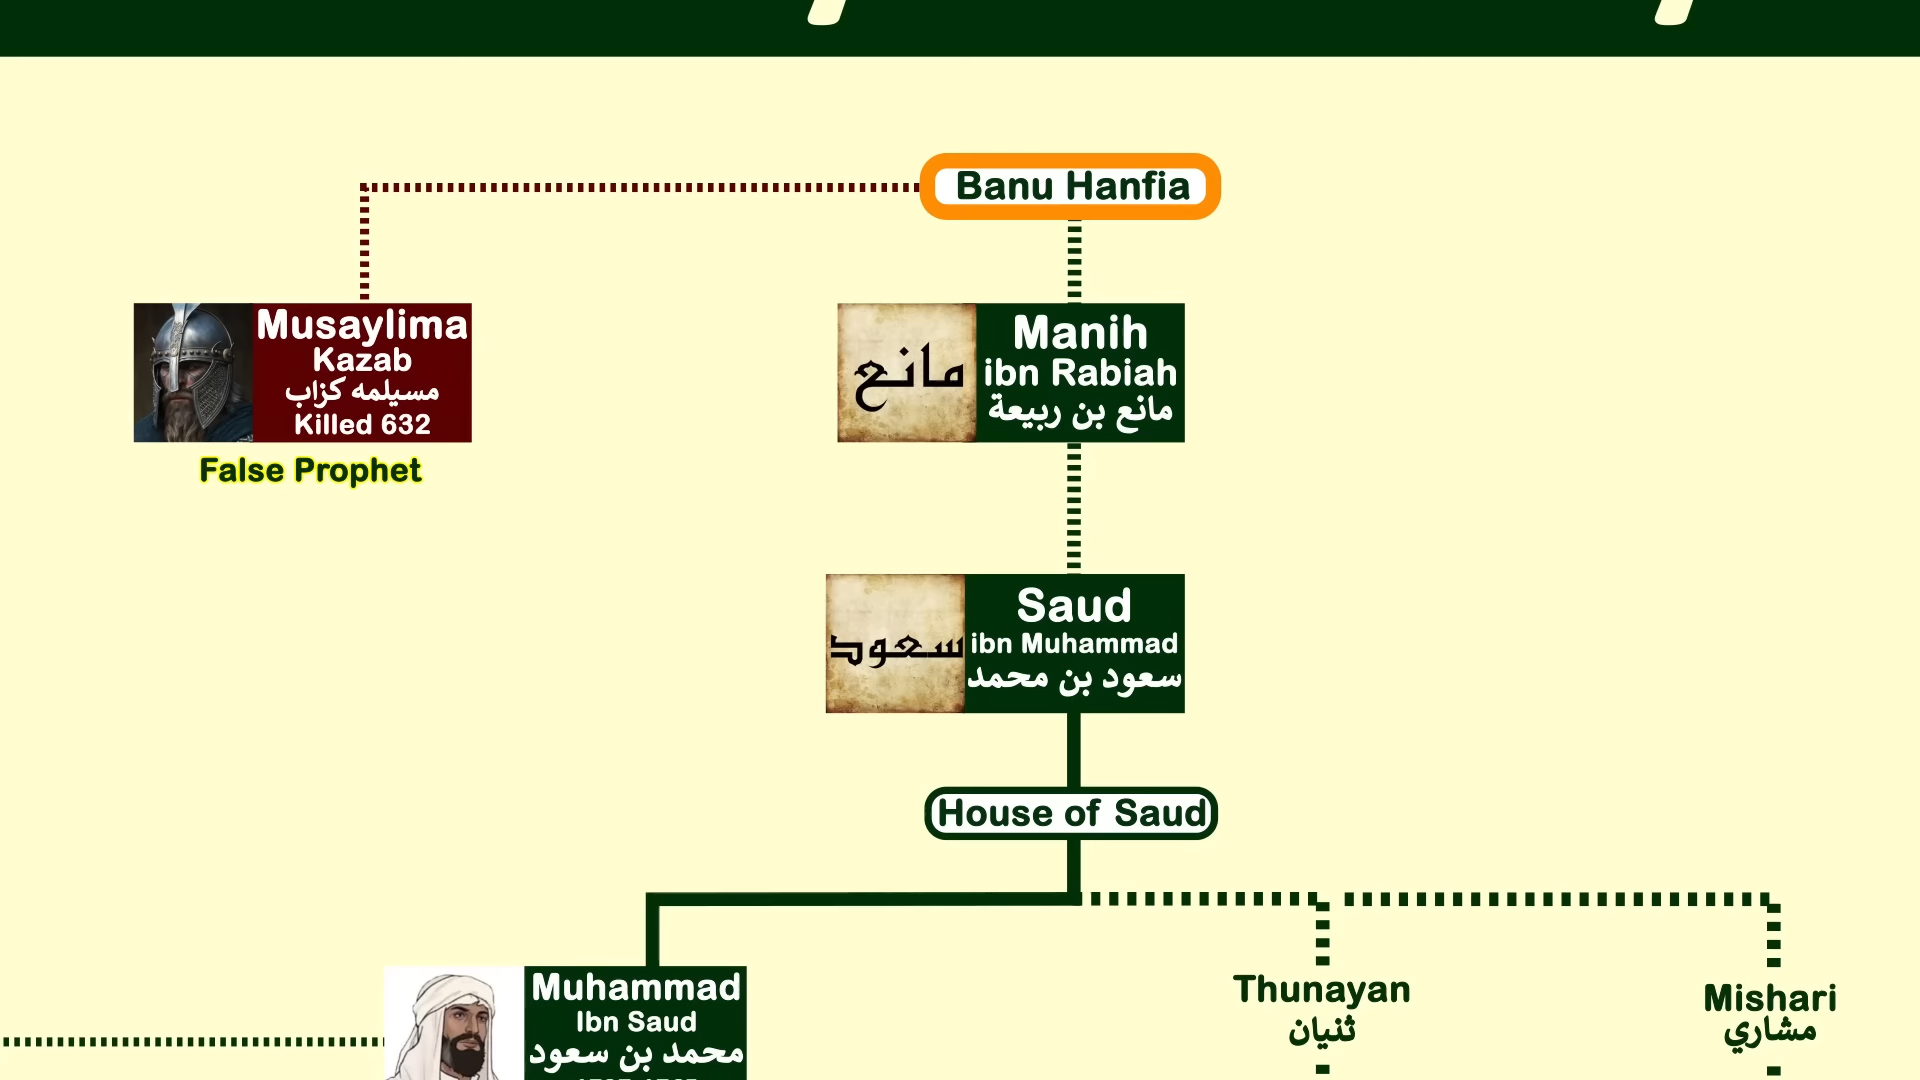 Banu Hanfia
Musaylima
Kazab
مسيلمه كزاب
Killed 632
False Prophet
مانع
Manih
ibn Rabiah
مانع بن ربيعة
سعود
Saud
ibn Muhammad
سعود بن محمد
House of Saud
Muhammad
Ibn Saud
محمد بن سعود
Thunayan
ثنيان
Mishari
مشاري